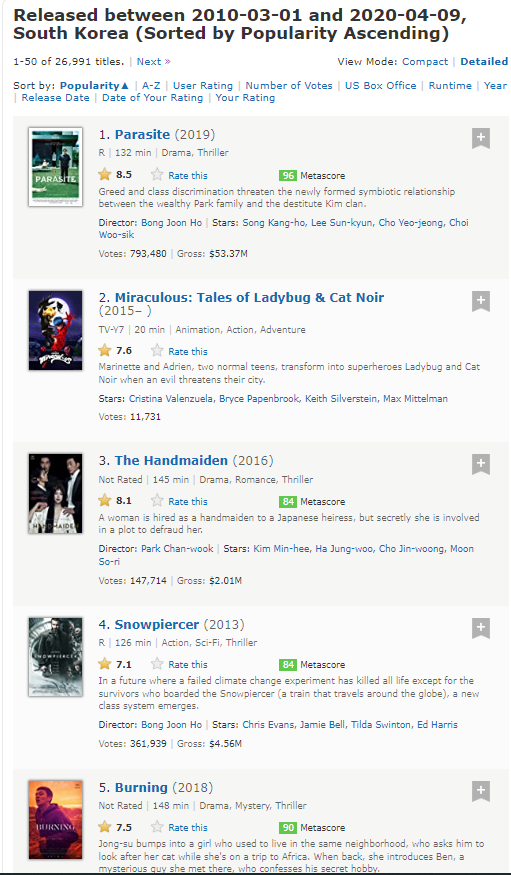 Released between 2010-03-01 and 2020-04-09,
South Korea (Sorted by Popularity Ascending)
1-50 of 26,991 titles. | Next »
View Mode: Compact | Detailed
Sort by: Popularity▲ | A-Z | User Rating | Number of Votes | US Box Office | Runtime | Year
| Release Date | Date of Your Rating | Your Rating
PARASITE
1. Parasite (2019)
R | 132 min | Drama, Thriller
8.5 Rate this 96 Metascore
Greed and class discrimination threaten the newly formed symbiotic relationship
between the wealthy Park family and the destitute Kim clan.
Director: Bong Joon Ho | Stars: Song Kang-ho, Lee Sun-kyun, Cho Yeo-jeong, Choi
Woo-sik
Votes: 793,480 | Gross: $53.37M
2. Miraculous: Tales of Ladybug & Cat Noir
(2015– )
TV-Y7 | 20 min | Animation, Action, Adventure
7.6 Rate this
Marinette and Adrien, two normal teens, transform into superheroes Ladybug and Cat
Noir when an evil threatens their city.
Stars: Cristina Valenzuela, Bryce Papenbrook, Keith Silverstein, Max Mittelman
Votes: 11,731
HANDMAIDEN
3. The Handmaiden (2016)
Not Rated | 145 min | Drama, Romance, Thriller
8.1 Rate this 84 Metascore
A woman is hired as a handmaiden to a Japanese heiress, but secretly she is involved
in a plot to defraud her.
Director: Park Chan-wook | Stars: Kim Min-hee, Ha Jung-woo, Cho Jin-woong, Moon
So-ri
Votes: 147,714 | Gross: $2.01M
SNOWPIERCER
4. Snowpiercer (2013)
R | 126 min | Action, Sci-Fi, Thriller
7.1 Rate this 84 Metascore
In a future where a failed climate change experiment has killed all life except for the
survivors who boarded the Snowpiercer (a train that travels around the globe), a new
class system emerges.
Director: Bong Joon Ho | Stars: Chris Evans, Jamie Bell, Tilda Swinton, Ed Harris
Votes: 361,939 | Gross: $4.56M
BURNING
5. Burning (2018)
Not Rated | 148 min | Drama, Mystery, Thriller
7.5 Rate this 90 Metascore
Jong-su bumps into a girl who used to live in the same neighborhood, who asks him to
look after her cat while she's on a trip to Africa. When back, she introduces Ben, a
mysterious guy she met there, who confesses his secret hobby.